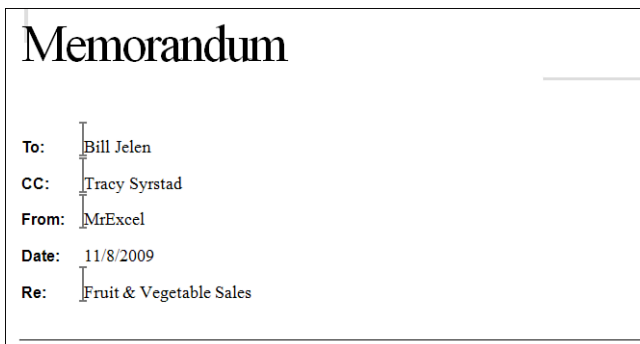 Memorandum
To: Bill Jelen
CC: Tracy Syrstad
From: MrExcel
Date: 11/8/2009
Re: Fruit & Vegetable Sales